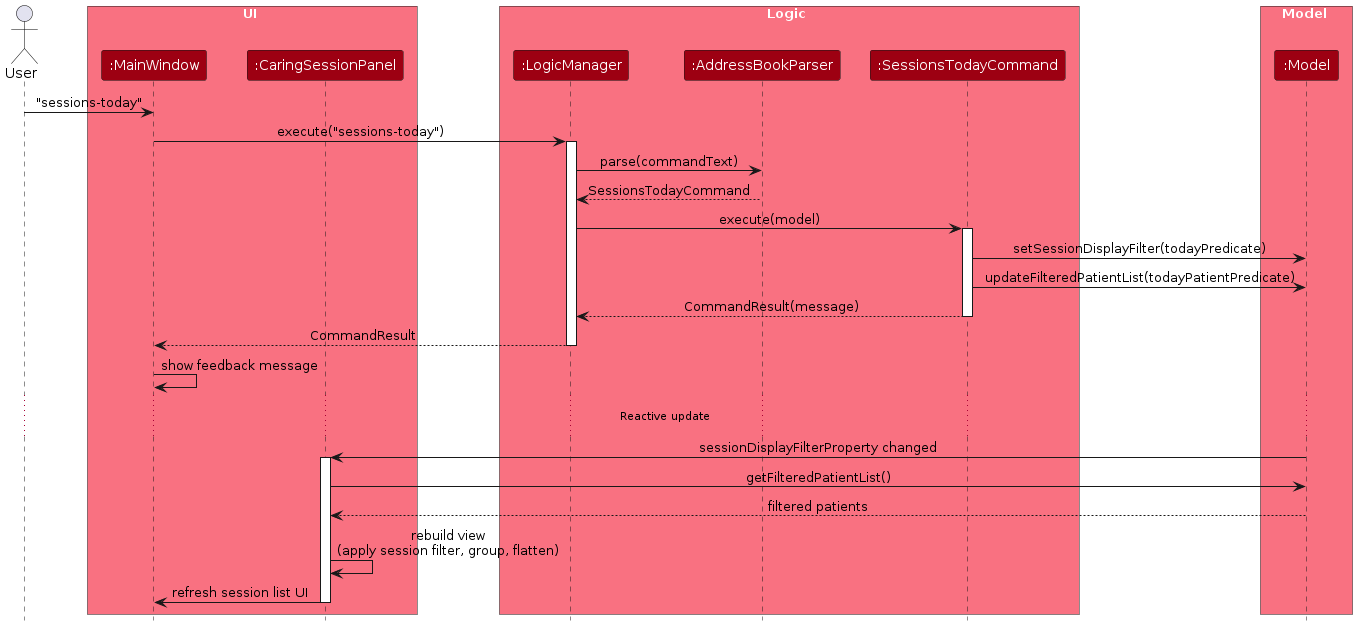 UI
Logic
Model
User
:MainWindow
:CaringSessionPanel
:LogicManager
:AddressBookParser
:SessionsTodayCommand
:Model
"sessions-today"
execute("sessions-today")
parse(commandText)
SessionsTodayCommand
execute(model)
setSessionDisplayFilter(todayPredicate)
updateFilteredPatientList(todayPatientPredicate)
CommandResult(message)
CommandResult
show feedback message
Reactive update
sessionDisplayFilterProperty changed
getFilteredPatientList()
filtered patients
rebuild view
(apply session filter, group, flatten)
refresh session list UI